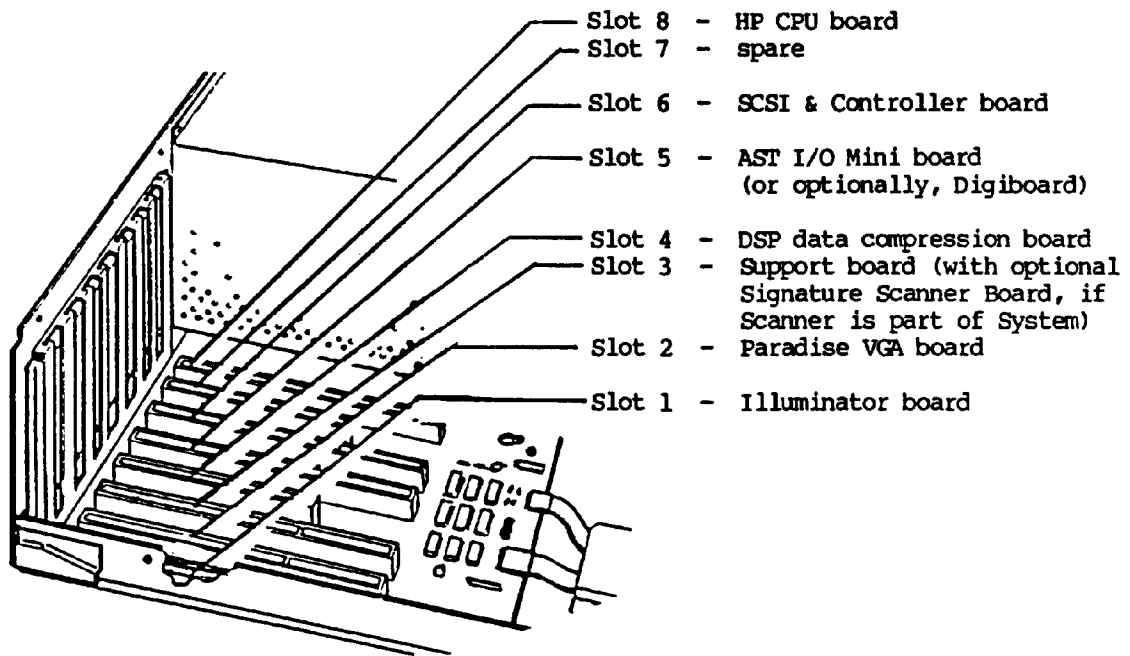 Slot 8 - HP CPU board
Slot 7 - spare
Slot 6 - SCSI & Controller board
Slot 5 - AST I/O Mini board
(or optionally, Digiboard)
Slot 4 - DSP data compression board
Slot 3 - Support board (with optional
Signature Scanner Board, if
Scanner is part of System)
Slot 2 - Paradise VGA board
Slot 1 - Illuminator board